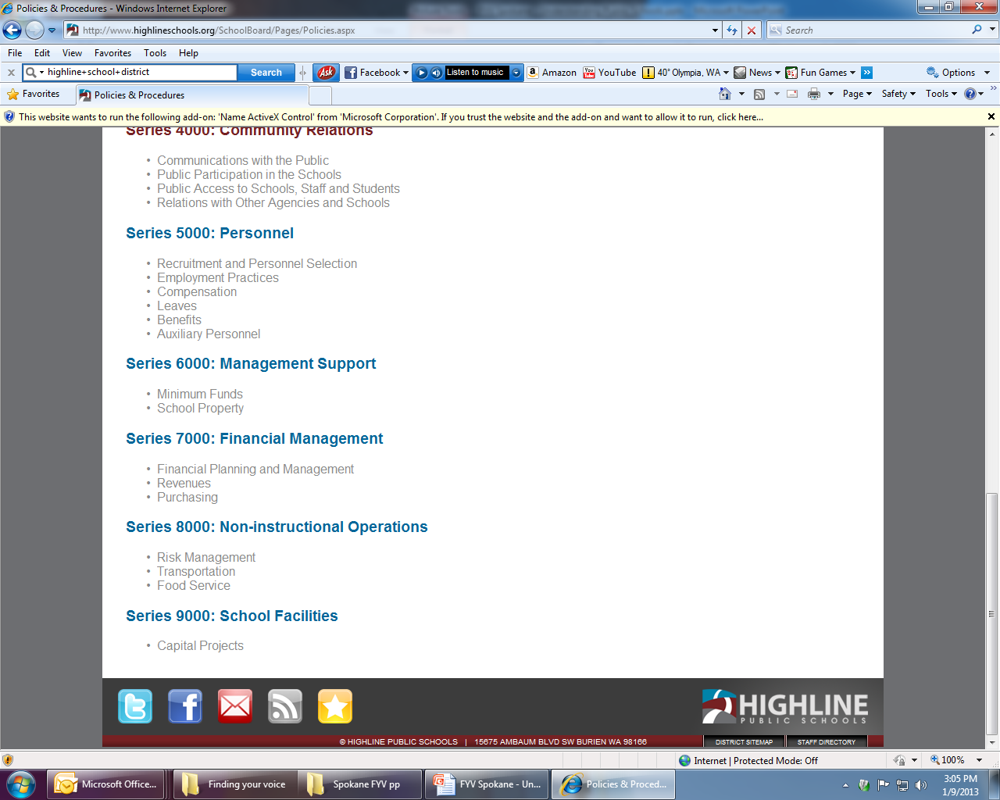 Policies & Procedures - Windows Internet Explorer
http://www.highlineschools.org/SchoolBoard/Pages/Policies.aspx
Search
File Edit View Favorites Tools Help
highline+school+district
Search
Ask
Facebook
Listen to music
Amazon
You Tube
YouTube
40° Olympia, WA
News
Fun Games
Options
Favorites
Policies & Procedures
Page
Safety
Tools
This website wants to run the following add-on: 'Name ActiveX Control' from 'Microsoft Corporation'. If you trust the website and the add-on and want to allow it to run, click here...
Series 4000: Community Relations
• Communications with the Public
• Public Participation in the Schools
• Public Access to Schools, Staff and Students
• Relations with Other Agencies and Schools
Series 5000: Personnel
• Recruitment and Personnel Selection
• Employment Practices
• Compensation
• Leaves
• Benefits
• Auxiliary Personnel
Series 6000: Management Support
• Minimum Funds
• School Property
Series 7000: Financial Management
• Financial Planning and Management
• Revenues
• Purchasing
Series 8000: Non-instructional Operations
• Risk Management
• Transportation
• Food Service
Series 9000: School Facilities
• Capital Projects
HIGHLINE
PUBLIC SCHOOLS
© HIGHLINE PUBLIC SCHOOLS | 15675 AMBAUM BLVD SW BURIEN WA 98166
DISTRICT SITEMAP
STAFF DIRECTORY
Internet | Protected Mode: Off
100%
Microsoft Office...
Finding your voice
Spokane FYV pp
FYV Spokane - Un...
Policies & Proced...
3:05 PM
1/9/2013